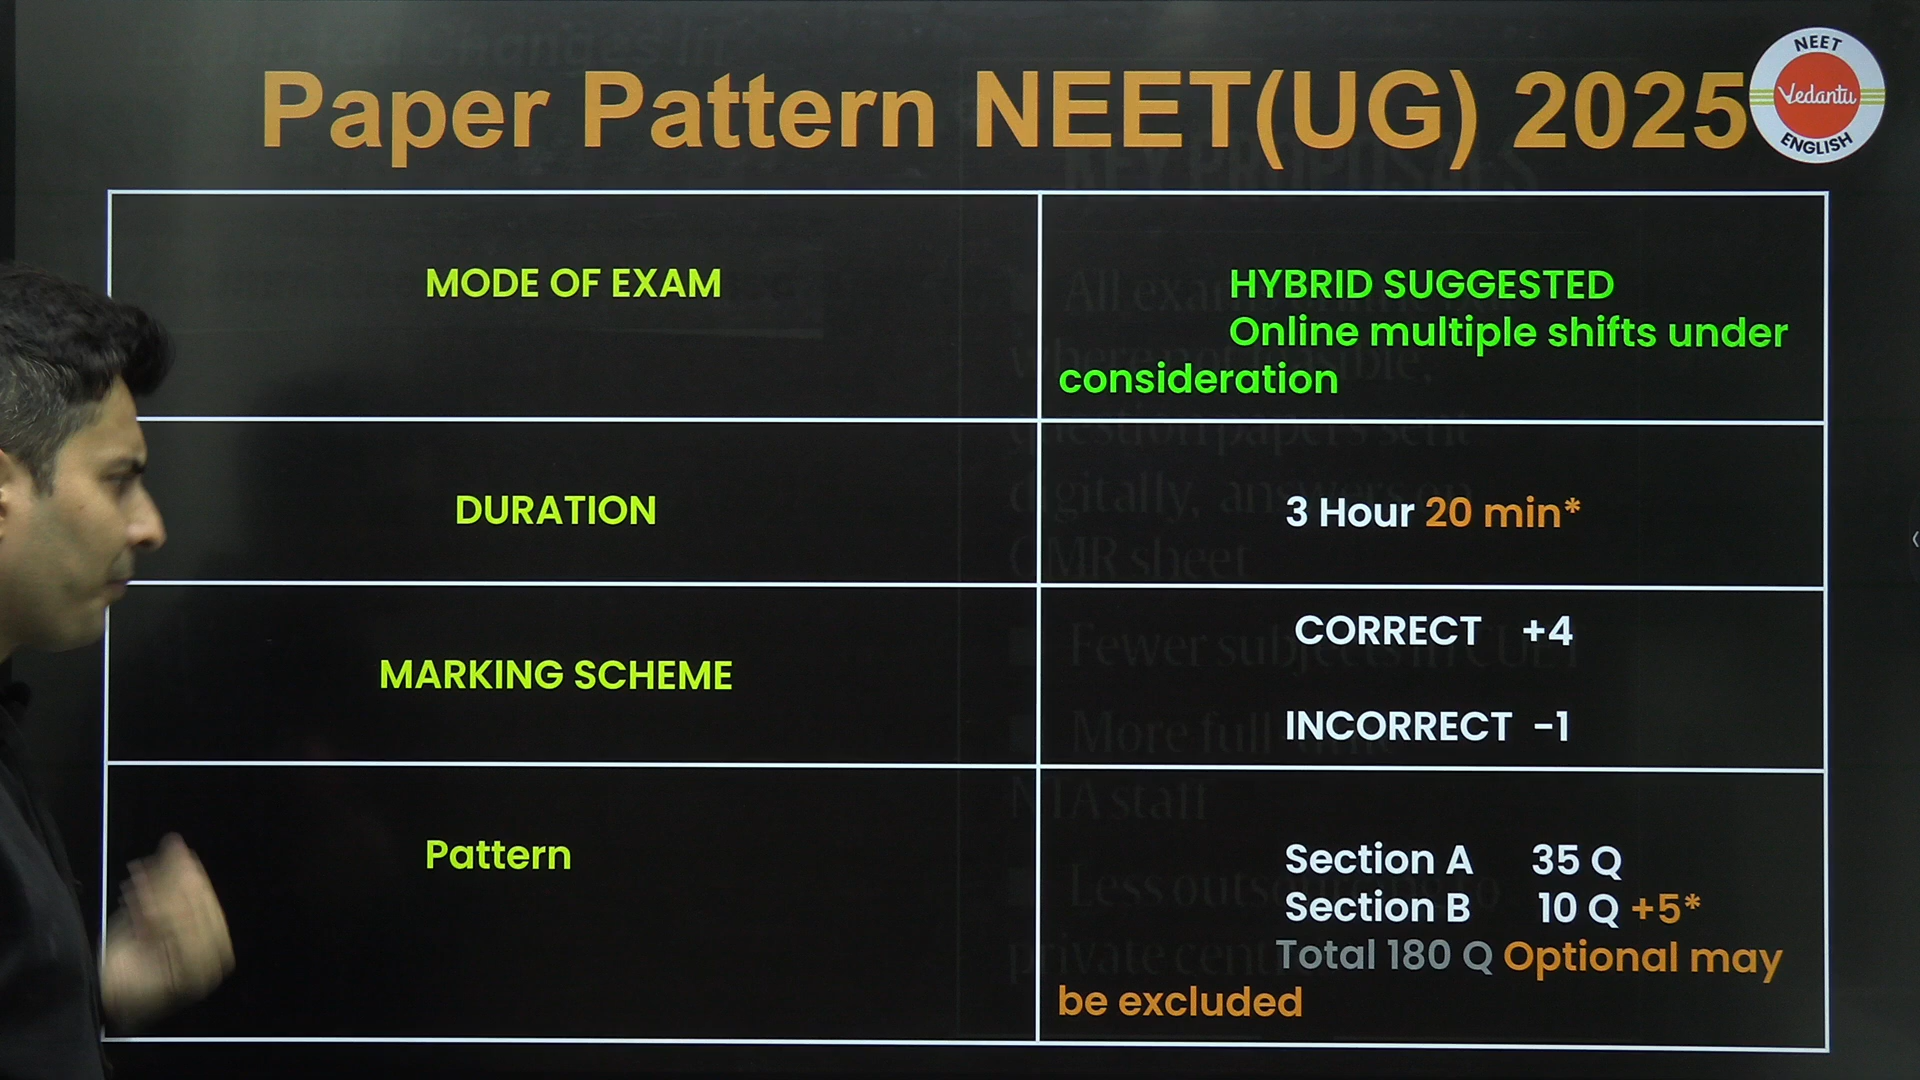 Paper Pattern NEET(UG) 2025
NEET
Vedantu
ENGLISH
MODE OF EXAM
HYBRID SUGGESTED
Online multiple shifts under
consideration
DURATION
3 Hour 20 min*
MARKING SCHEME
CORRECT +4
INCORRECT -1
Pattern
Section A 35 Q
Section B 10 Q +5*
Total 180 Q Optional may
be excluded